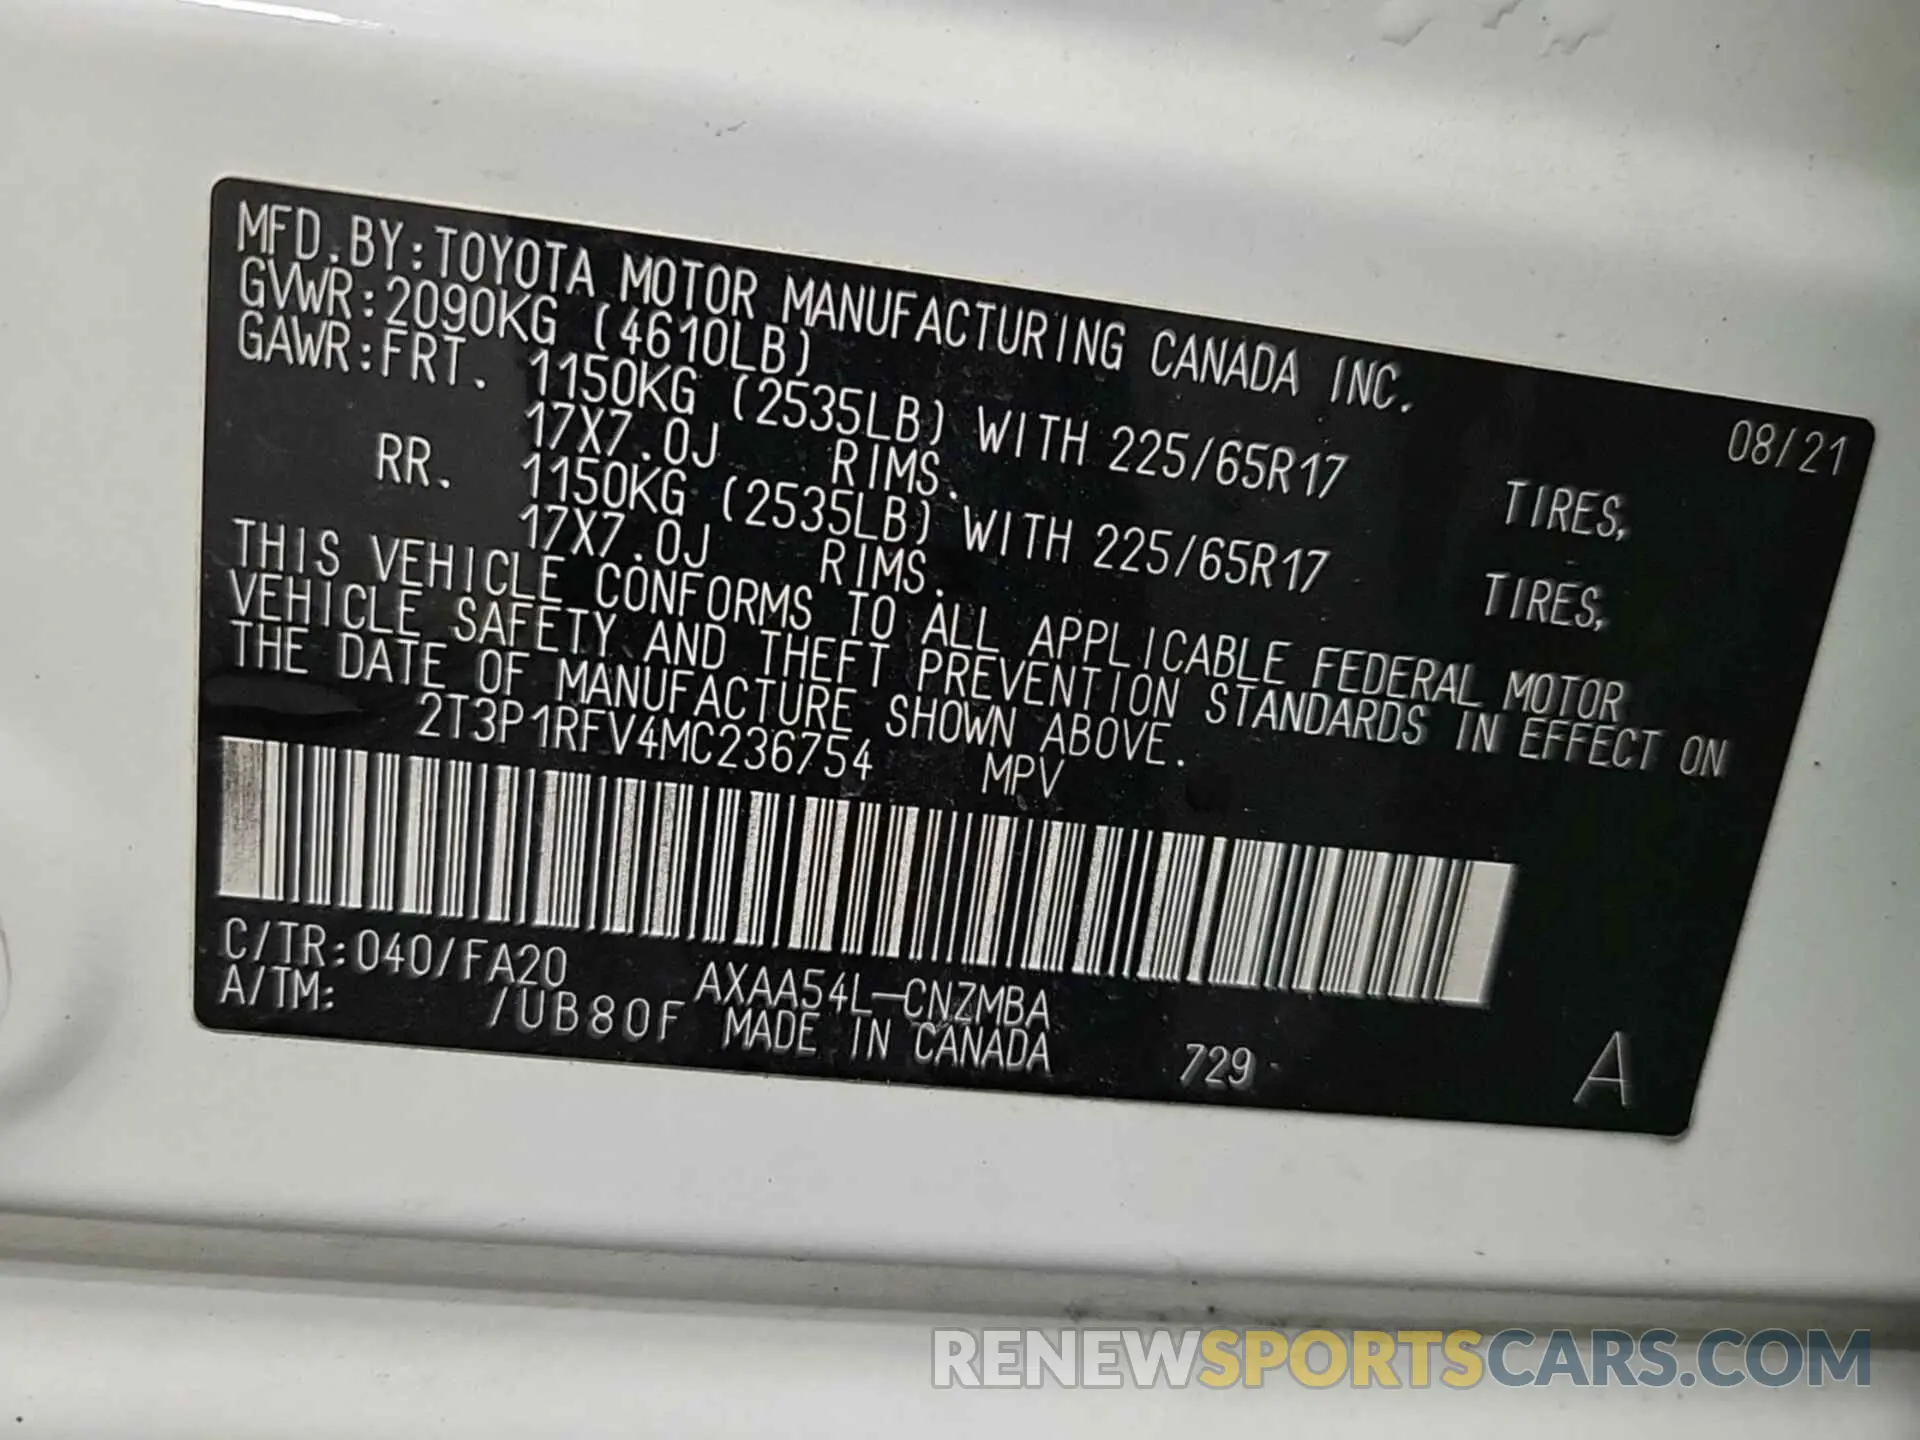 MFD.BY:TOYOTA MOTOR MANUFACTURING CANADA INC.
GVWR:2090KG (4610LB) 08/21
GAWR:FRT. 1150KG (2535LB) WITH 225/65R17 TIRES,
17X7.0J RIMS.
RR. 1150KG (2535LB) WITH 225/65R17 TIRES,
17X7.0J RIMS.
THIS VEHICLE CONFORMS TO ALL APPLICABLE FEDERAL MOTOR
VEHICLE SAFETY AND THEFT PREVENTION STANDARDS IN EFFECT ON
THE DATE OF MANUFACTURE SHOWN ABOVE.
2T3P1RFV4MC236754 MPV
C/TR:040/FA20 AXAA54L-CNZMBA
A/TM: /UB80F MADE IN CANADA 729 A
RENEWSPORTSCARS.COM